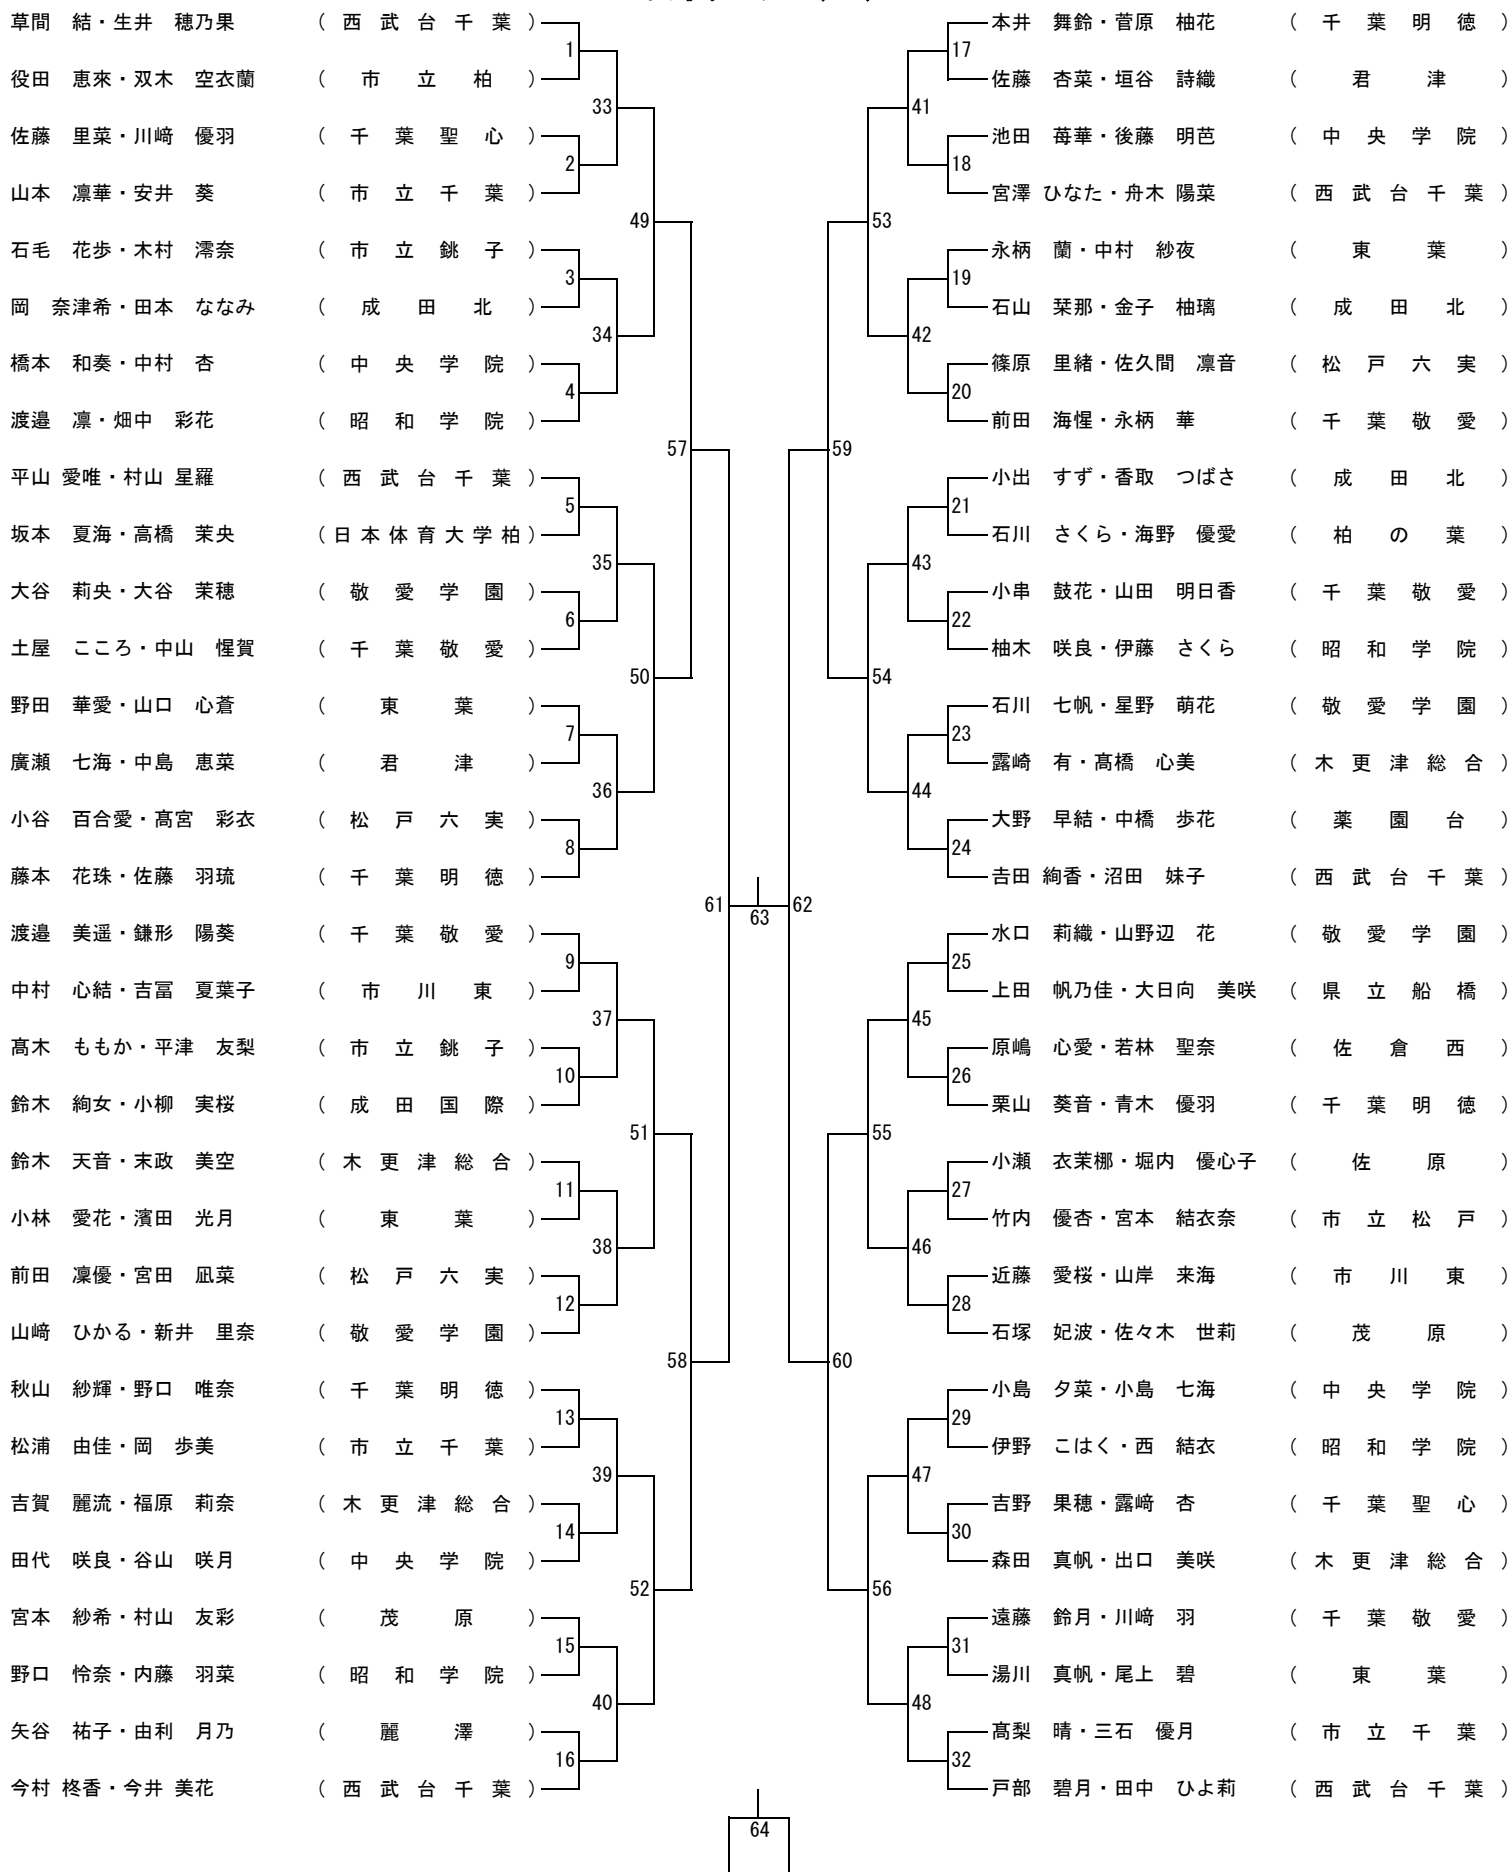 草間 結・生井 穂乃果 (西武台千葉)
1
役田 恵來・双木 空衣蘭 (市立柏)
33
佐藤 里菜・川﨑 優羽 (千葉聖心)
2
山本 凛華・安井 葵 (市立千葉)
49
石毛 花歩・木村 澪奈 (市立銚子)
3
岡 奈津希・田本 ななみ (成田北)
34
橋本 和奏・中村 杏 (中央学院)
4
渡邉 凛・畑中 彩花 (昭和学院)
57
平山 愛唯・村山 星羅 (西武台千葉)
5
坂本 夏海・高橋 茉央 (日本体育大学柏)
35
大谷 莉央・大谷 茉穂 (敬愛学園)
6
土屋 こころ・中山 惺賀 (千葉敬愛)
50
野田 華愛・山口 心蒼 (東葉)
7
廣瀬 七海・中島 恵菜 (君津)
36
小谷 百合愛・髙宮 彩衣 (松戸六実)
8
藤本 花珠・佐藤 羽琉 (千葉明徳)
61
63
62
渡邉 美遥・鎌形 陽葵 (千葉敬愛)
9
中村 心結・吉冨 夏葉子 (市川東)
37
髙木 ももか・平津 友梨 (市立銚子)
10
鈴木 絢女・小柳 実桜 (成田国際)
51
鈴木 天音・末政 美空 (木更津総合)
11
小林 愛花・濱田 光月 (東葉)
38
前田 凜優・宮田 凪菜 (松戸六実)
12
山﨑 ひかる・新井 里奈 (敬愛学園)
58
秋山 紗輝・野口 唯奈 (千葉明徳)
13
松浦 由佳・岡 歩美 (市立千葉)
39
吉賀 麗流・福原 莉奈 (木更津総合)
14
田代 咲良・谷山 咲月 (中央学院)
52
宮本 紗希・村山 友彩 (茂原)
15
野口 怜奈・内藤 羽菜 (昭和学院)
40
矢谷 祐子・由利 月乃 (麗澤)
16
今村 柊香・今井 美花 (西武台千葉)
本井 舞鈴・菅原 柚花 (千葉明徳)
17
佐藤 杏菜・垣谷 詩織 (君津)
41
池田 苺華・後藤 明芭 (中央学院)
18
宮澤 ひなた・舟木 陽菜 (西武台千葉)
53
永柄 蘭・中村 紗夜 (東葉)
19
石山 栞那・金子 柚璃 (成田北)
42
篠原 里緒・佐久間 凛音 (松戸六実)
20
前田 海惺・永柄 華 (千葉敬愛)
59
小出 すず・香取 つばさ (成田北)
21
石川 さくら・海野 優愛 (柏の葉)
43
小串 鼓花・山田 明日香 (千葉敬愛)
22
柚木 咲良・伊藤 さくら (昭和学院)
54
石川 七帆・星野 萌花 (敬愛学園)
23
露崎 有・髙橋 心美 (木更津総合)
44
大野 早結・中橋 歩花 (薬園台)
24
𠮷田 絢香・沼田 妹子 (西武台千葉)
水口 莉織・山野辺 花 (敬愛学園)
25
上田 帆乃佳・大日向 美咲 (県立船橋)
45
原嶋 心愛・若林 聖奈 (佐倉西)
26
栗山 葵音・青木 優羽 (千葉明徳)
55
小瀬 衣茉梛・堀内 優心子 (佐原)
27
竹内 優杏・宮本 結衣奈 (市立松戸)
46
近藤 愛桜・山岸 来海 (市川東)
28
石塚 妃波・佐々木 世莉 (茂原)
60
小島 夕菜・小島 七海 (中央学院)
29
伊野 こはく・西 結衣 (昭和学院)
47
吉野 果穂・露﨑 杏 (千葉聖心)
30
森田 真帆・出口 美咲 (木更津総合)
56
遠藤 鈴月・川﨑 羽 (千葉敬愛)
31
湯川 真帆・尾上 碧 (東葉)
48
髙梨 晴・三石 優月 (市立千葉)
32
戸部 碧月・田中 ひよ莉 (西武台千葉)
64